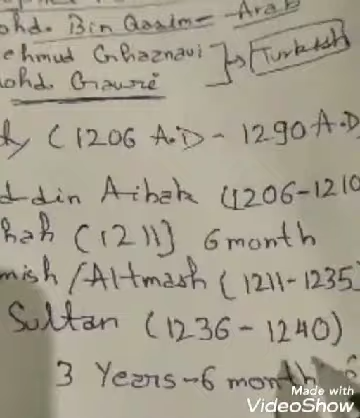 ohd. Bin Qasim - Arab
ehmud Ghaznavi
Turkish
ohd. Gauri
(1206 A.D - 1290 A.D
d din Aibak (1206-1210
hah (1211) 6 month
mish/Altmash (1211-1235)
Sultan (1236 - 1240)
3 Years - 6 month
Made with
VideoShow